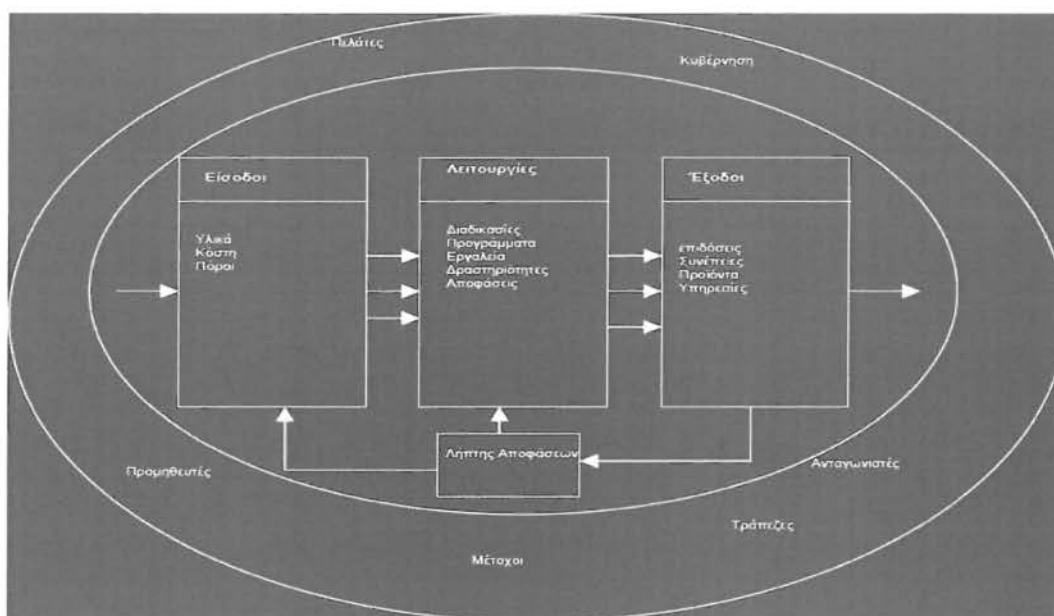 Πελάτες
Κυβέρνηση
Είσοδοι
Λειτουργίες
Έξοδοι
Υλικά
Κόστη
Πόροι
Διαδικασίες
Προγράμματα
Εργαλεία
Δραστηριότητες
Αποφάσεις
επιδόσεις
Συνέπειες
Προϊόντα
Υπηρεσίες
Λήπτης Αποφάσεων
Προμηθευτές
Ανταγωνιστές
Τράπεζες
Μέτοχοι